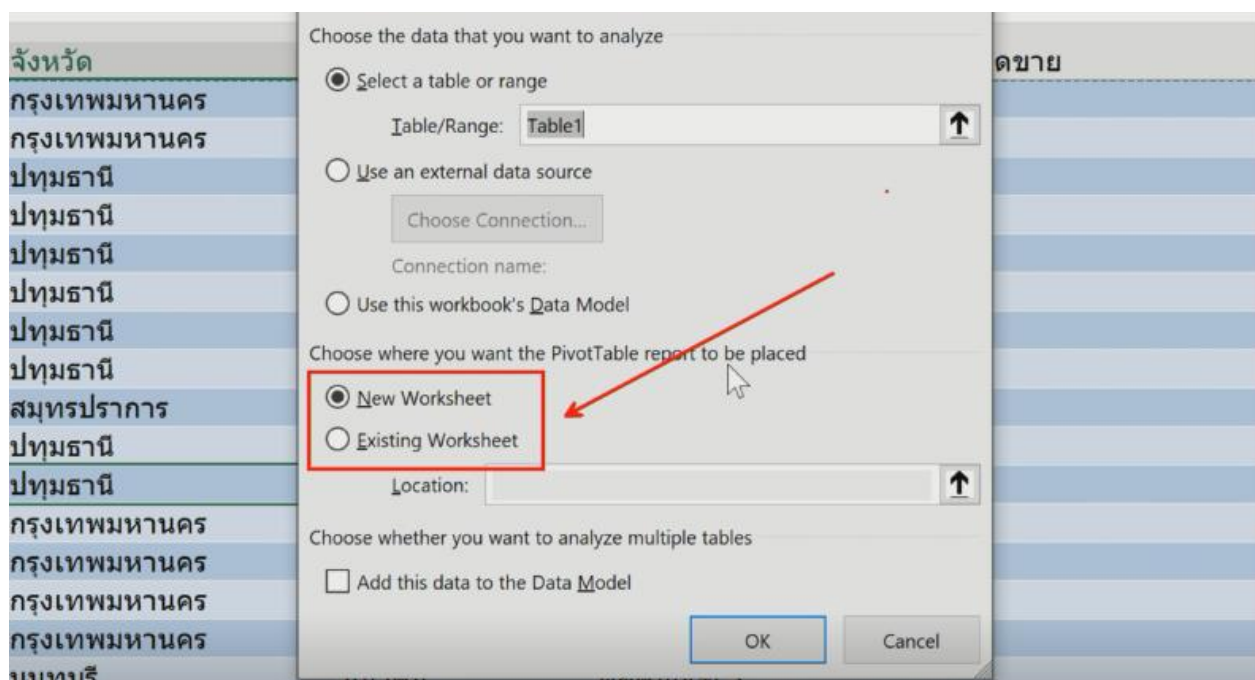 จังหวัด
กรุงเทพมหานคร
กรุงเทพมหานคร
ปทุมธานี
ปทุมธานี
ปทุมธานี
ปทุมธานี
ปทุมธานี
ปทุมธานี
สมุทรปราการ
ปทุมธานี
ปทุมธานี
กรุงเทพมหานคร
กรุงเทพมหานคร
กรุงเทพมหานคร
กรุงเทพมหานคร
Choose the data that you want to analyze
Select a table or range
Table/Range: Table1
Use an external data source
Choose Connection...
Connection name:
Use this workbook's Data Model
Choose where you want the PivotTable report to be placed
New Worksheet
Existing Worksheet
Location:
Choose whether you want to analyze multiple tables
Add this data to the Data Model
OK Cancel
ดขาย